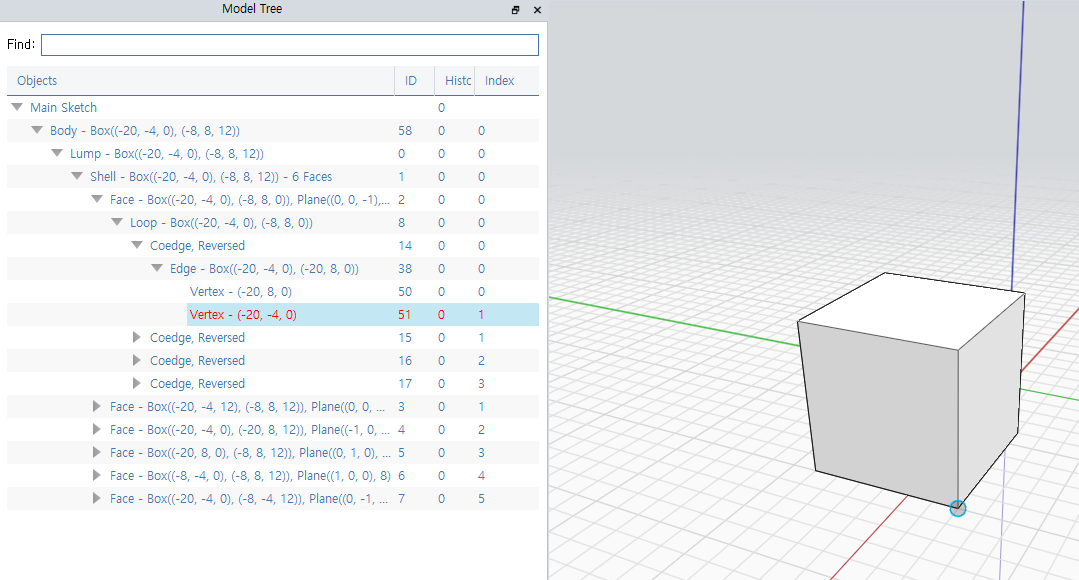 Model Tree
Find:
Objects ID Histc Index
Main Sketch 0
Body - Box((-20, -4, 0), (-8, 8, 12)) 58 0 0
Lump - Box((-20, -4, 0), (-8, 8, 12)) 0 0 0
Shell - Box((-20, -4, 0), (-8, 8, 12)) - 6 Faces 1 0 0
Face - Box((-20, -4, 0), (-8, 8, 0)), Plane((0, 0, -1),... 2 0 0
Loop - Box((-20, -4, 0), (-8, 8, 0)) 8 0 0
Coedge, Reversed 14 0 0
Edge - Box((-20, -4, 0), (-20, 8, 0)) 38 0 0
Vertex - (-20, 8, 0) 50 0 0
Vertex - (-20, -4, 0) 51 0 1
Coedge, Reversed 15 0 1
Coedge, Reversed 16 0 2
Coedge, Reversed 17 0 3
Face - Box((-20, -4, 12), (-8, 8, 12)), Plane((0, 0, ... 3 0 1
Face - Box((-20, -4, 0), (-20, 8, 12)), Plane((-1, 0, ... 4 0 2
Face - Box((-20, 8, 0), (-8, 8, 12)), Plane((0, 1, 0), ... 5 0 3
Face - Box((-8, -4, 0), (-8, 8, 12)), Plane((1, 0, 0), 8) 6 0 4
Face - Box((-20, -4, 0), (-8, -4, 12)), Plane((0, -1, ... 7 0 5